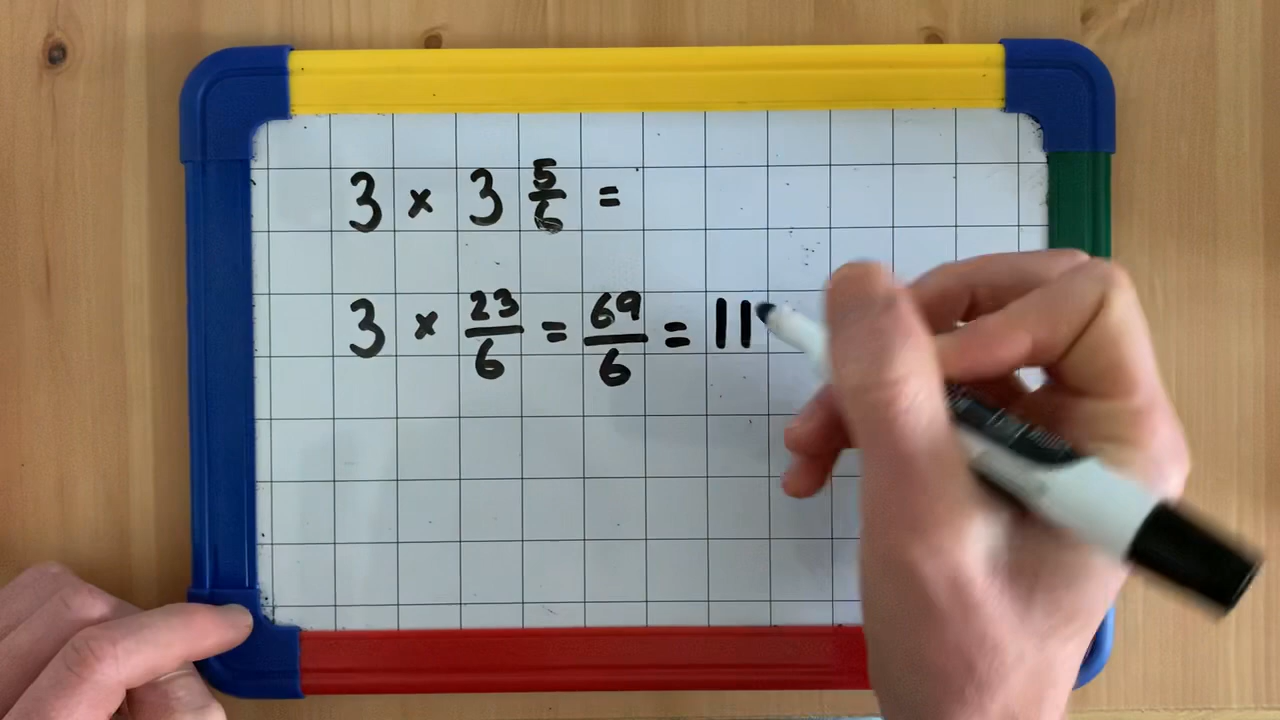 3 × 3 5/6 =
3 × 23/6 = 69/6 = 11